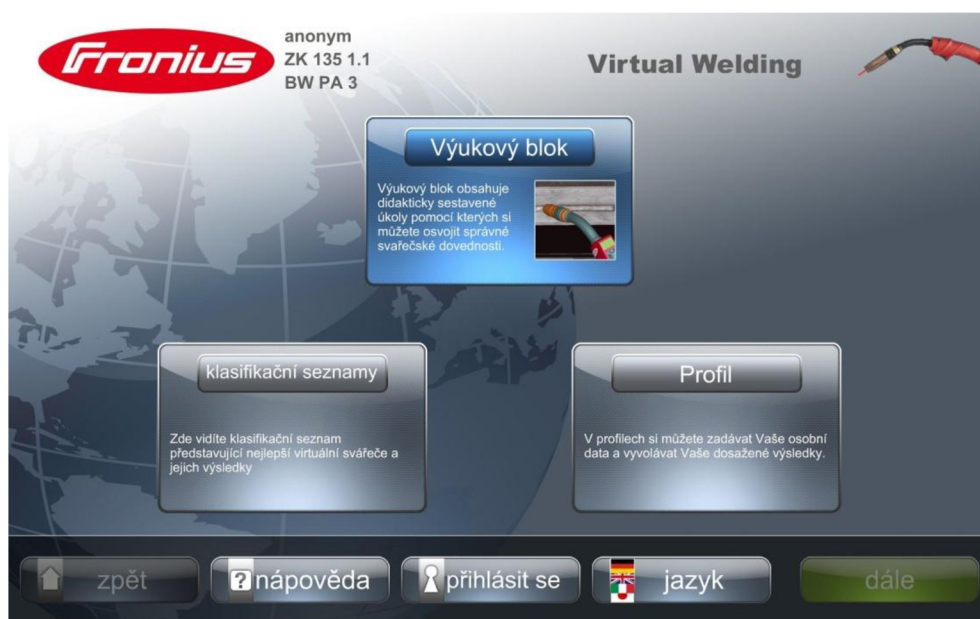 Fronius
anonym
ZK 135 1.1
BW PA 3
Virtual Welding
Výukový blok
Výukový blok obsahuje
didakticky sestavené
úkoly pomocí kterých si
můžete osvojit správné
svařečské dovednosti.
klasifikační seznamy
Zde vidíte klasifikační seznam
představující nejlepší virtuální svářeče a
jejich výsledky
Profil
V profilech si můžete zadávat Vaše osobní
data a vyvolávat Vaše dosažené výsledky.
zpět
? nápověda
přihlásit se
jazyk
dále